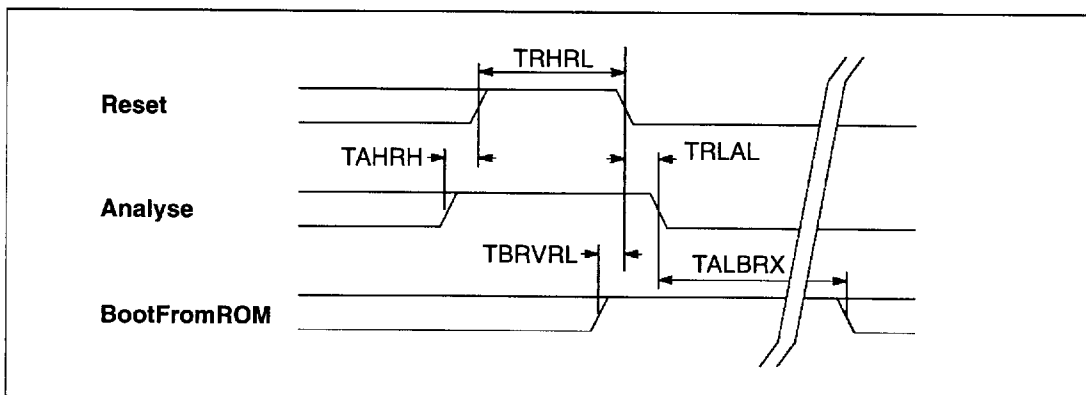 TRHRL
Reset
TAHRH
TRLAL
Analyse
TBRVRL
TALBRX
BootFromROM